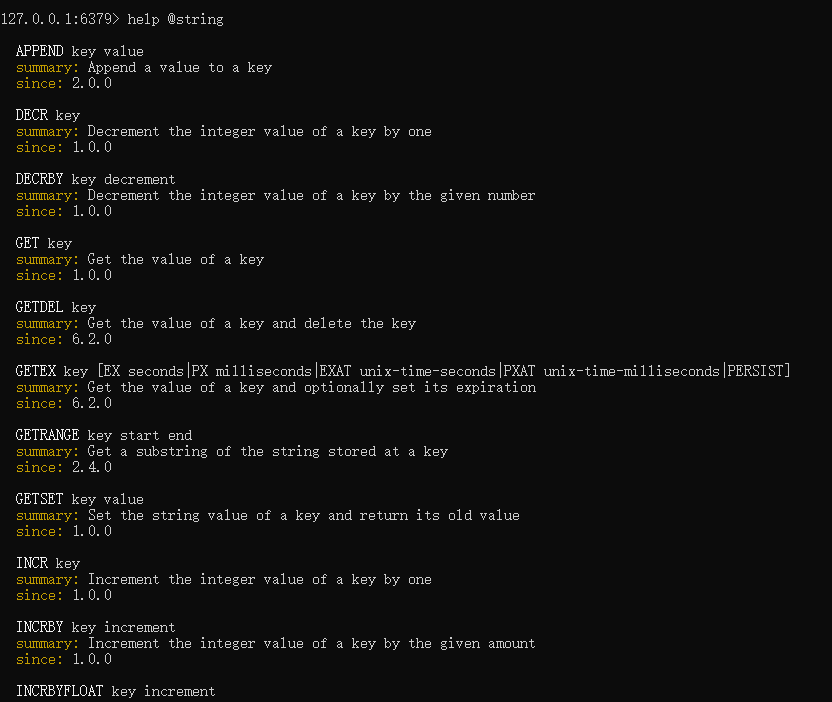 127.0.0.1:6379> help @string
APPEND key value
summary: Append a value to a key
since: 2.0.0
DECR key
summary: Decrement the integer value of a key by one
since: 1.0.0
DECRBY key decrement
summary: Decrement the integer value of a key by the given number
since: 1.0.0
GET key
summary: Get the value of a key
since: 1.0.0
GETDEL key
summary: Get the value of a key and delete the key
since: 6.2.0
GETEX key [EX seconds|PX milliseconds|EXAT unix-time-seconds|PXAT unix-time-milliseconds|PERSIST]
summary: Get the value of a key and optionally set its expiration
since: 6.2.0
GETRANGE key start end
summary: Get a substring of the string stored at a key
since: 2.4.0
GETSET key value
summary: Set the string value of a key and return its old value
since: 1.0.0
INCR key
summary: Increment the integer value of a key by one
since: 1.0.0
INCRBY key increment
summary: Increment the integer value of a key by the given amount
since: 1.0.0
INCRBYFLOAT key increment